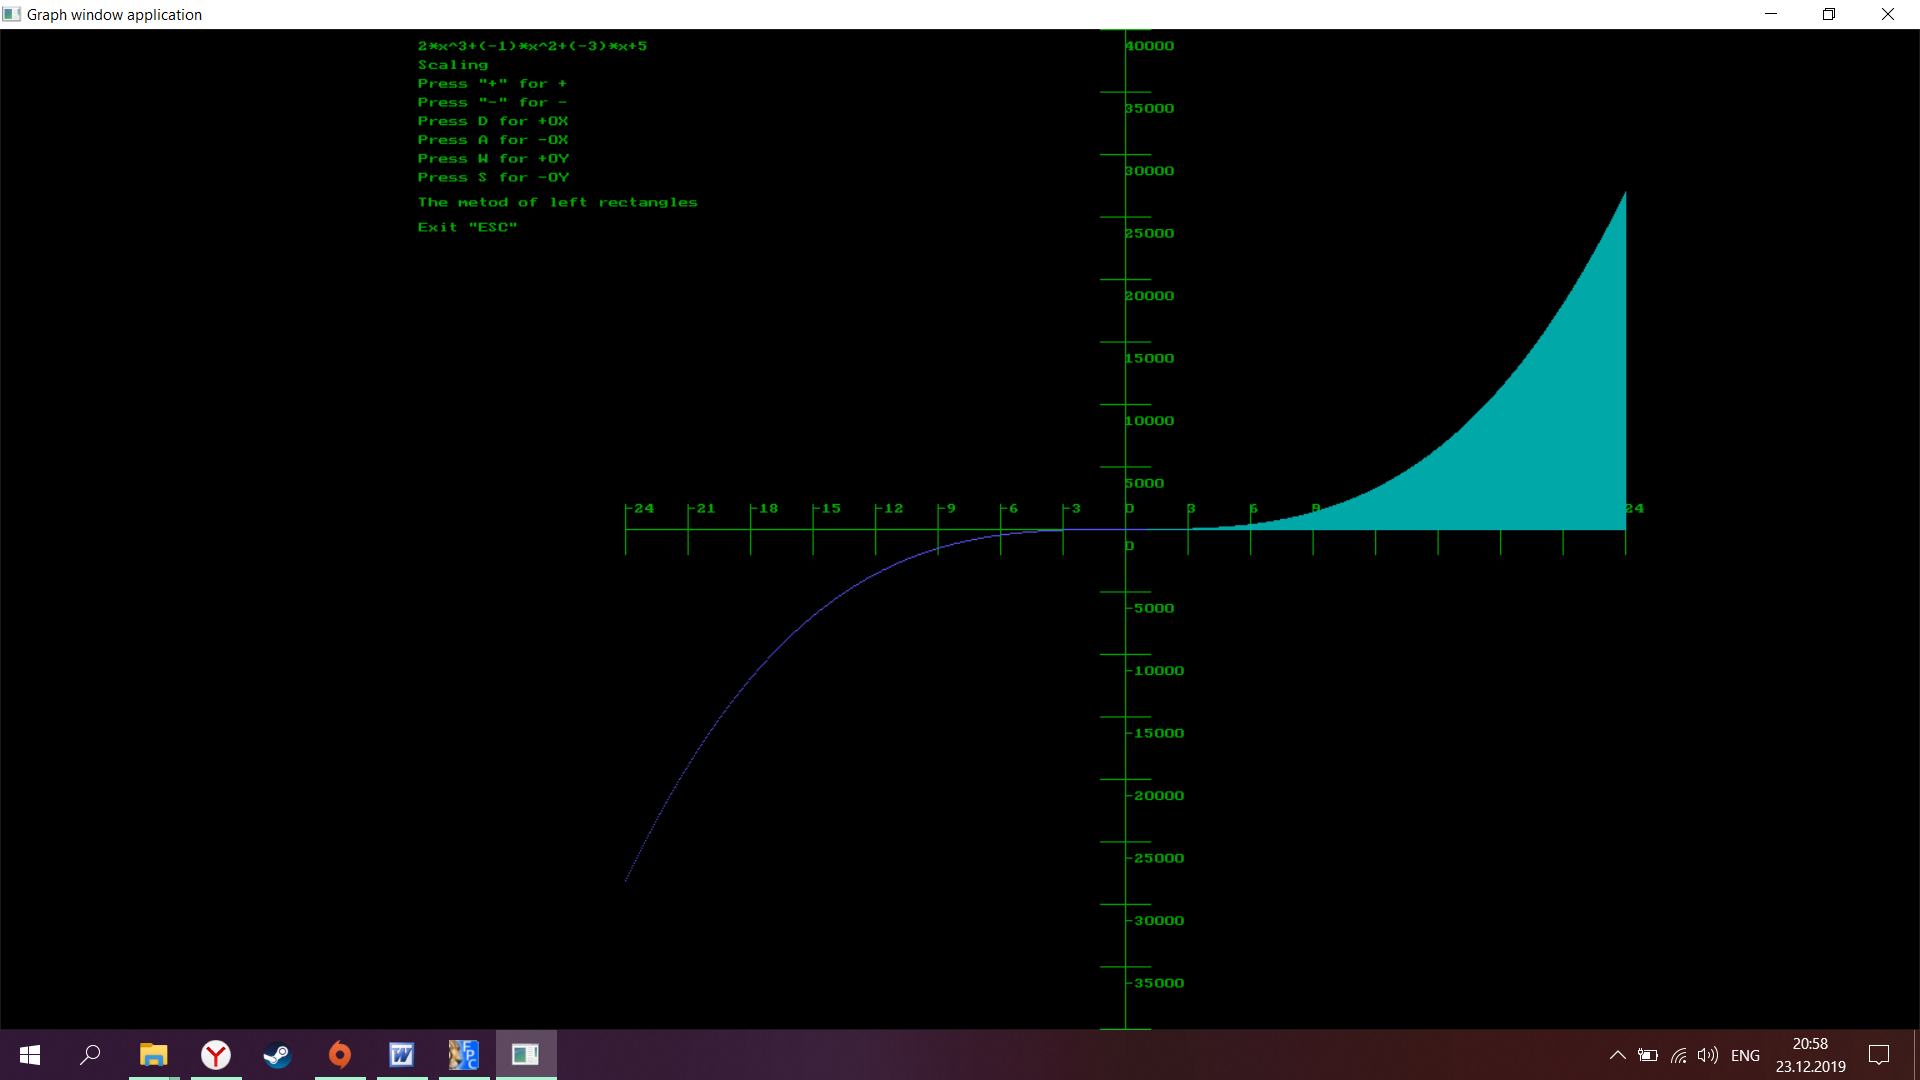 Graph window application
2*x^3+(-1)*x^2+(-3)*x+5
Scaling
Press "+" for +
Press "-" for -
Press D for +OX
Press A for -OX
Press W for +OY
Press S for -OY
The metod of left rectangles
Exit "ESC"
40000
35000
30000
25000
20000
15000
10000
5000
-24 -21 -18 -15 -12 -9 -6 -3 0 3 6 9 24
0
-5000
-10000
-15000
-20000
-25000
-30000
-35000
ENG
20:58
23.12.2019